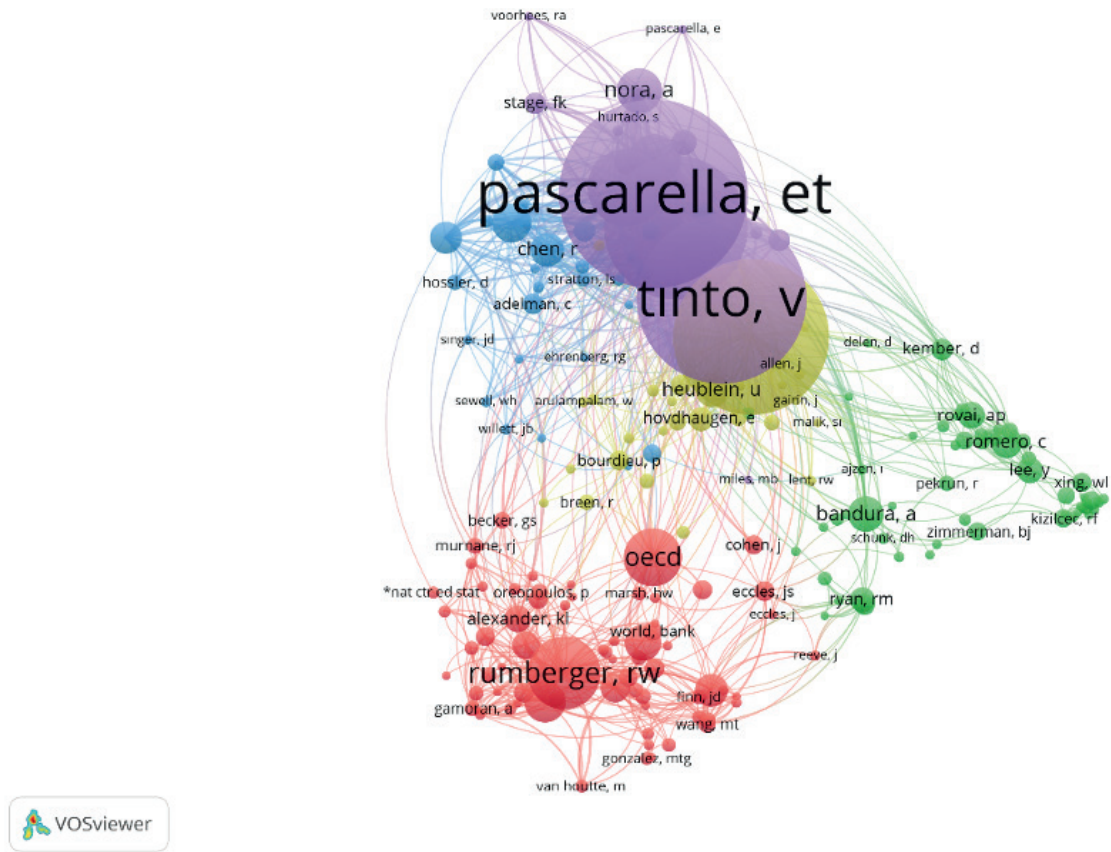 voorhees, ra
pascarella, e
nora, a
stage, fk
hurtado, s
pascarella, et
chen, r
hossler, d
stratton, ls
adelman, c
tinto, v
singer, jd
ehrenberg, rg
allen, j
delen, d
kember, d
heublein, u
sewell, wh
arulampalam, w
gairin, j
hovdhaugen, e
malik, si
rovai, ap
willett, jb
romero, c
bourdieu, p
ajzen, i
lee, y
miles, mb
lent, rw
pekrun, r
xing, wl
breen, r
bandura, a
kizilcec, rf
becker, gs
zimmerman, bj
schunk, dh
murnane, rj
cohen, j
oecd
*nat ctr ed stat
oreopoulos, p
marsh, hw
eccles, js
ryan, rm
eccles, j
alexander, kl
world, bank
reeve, j
rumberger, rw
finn, jd
gamoran, a
wang, mt
gonzalez, mtg
van houtte, m
VOSviewer